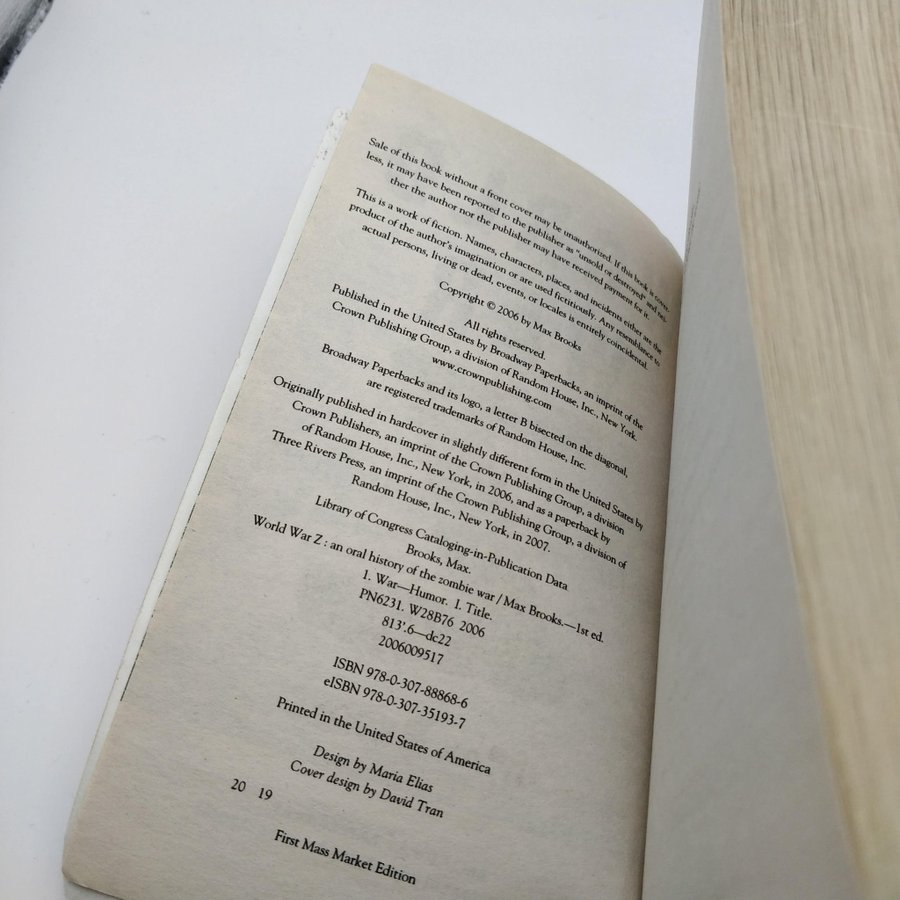 Sale of this book without a front cover may be unauthorized. If this book is cover-
less, it may have been reported to the publisher as "unsold or destroyed" and nei-
ther the author nor the publisher may have received payment for it.
This is a work of fiction. Names, characters, places, and incidents either are the
product of the author's imagination or are used fictitiously. Any resemblance to
actual persons, living or dead, events, or locales is entirely coincidental.
Copyright © 2006 by Max Brooks
All rights reserved.
Published in the United States by Broadway Paperbacks, an imprint of the
Crown Publishing Group, a division of Random House, Inc., New York.
www.crownpublishing.com
Broadway Paperbacks and its logo, a letter B bisected on the diagonal,
are registered trademarks of Random House, Inc.
Originally published in hardcover in slightly different form in the United States by
Crown Publishers, an imprint of the Crown Publishing Group, a division
of Random House, Inc., New York, in 2006, and as a paperback by
Three Rivers Press, an imprint of the Crown Publishing Group, a division of
Random House, Inc., New York, in 2007.
Library of Congress Cataloging-in-Publication Data
Brooks, Max.
World War Z : an oral history of the zombie war / Max Brooks.—1st ed.
1. War—Humor. I. Title.
PN6231. W28B76 2006
813'.6—dc22
2006009517
ISBN 978-0-307-88868-6
eISBN 978-0-307-35193-7
Printed in the United States of America
Design by Maria Elias
Cover design by David Tran
20 19
First Mass Market Edition